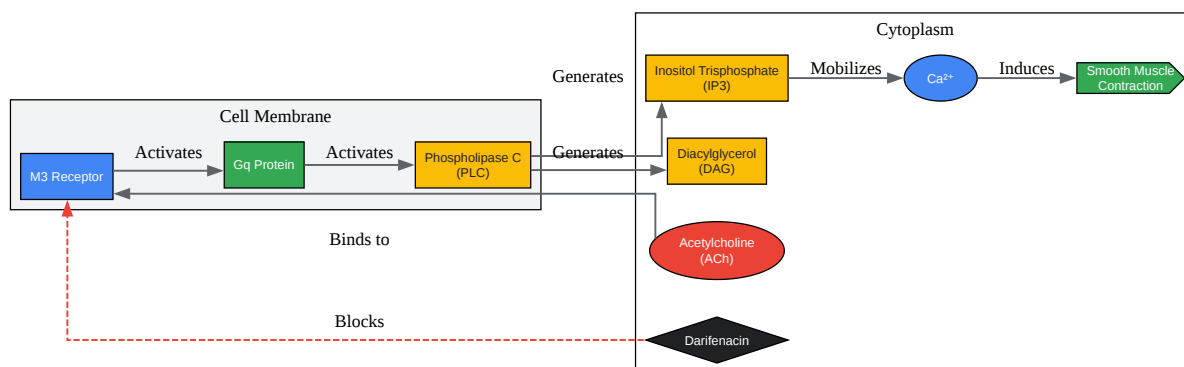 Cytoplasm
Generates
Inositol Trisphosphate
(IP3)
Mobilizes
Ca²⁺
Induces
Smooth Muscle
Contraction
Cell Membrane
M3 Receptor
Activates
Gq Protein
Activates
Phospholipase C
(PLC)
Generates
Diacylglycerol
(DAG)
Binds to
Acetylcholine
(ACh)
Blocks
Darifenacin